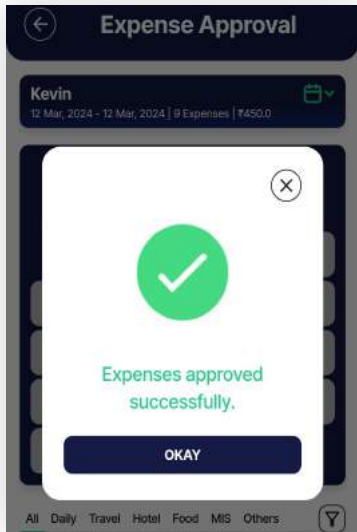 Expense Approval
Kevin
12 Mar, 2024 - 12 Mar, 2024 | 9 Expenses | ₹450.0
Expenses approved
successfully.
OKAY
All Daily Travel Hotel Food MIS Others